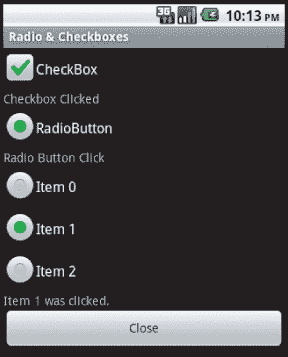 3G 10:13 PM
Radio & Checkboxes
CheckBox
Checkbox Clicked
RadioButton
Radio Button Click
Item 0
Item 1
Item 2
Item 1 was clicked.
Close